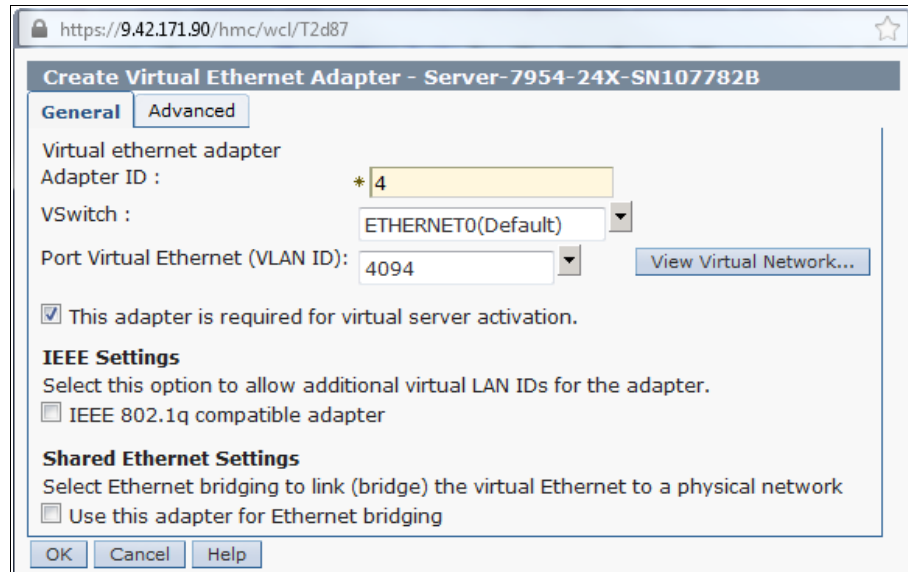 https://9.42.171.90/hmc/wcl/T2d87
Create Virtual Ethernet Adapter - Server-7954-24X-SN107782B
General Advanced
Virtual ethernet adapter
Adapter ID : * 4
VSwitch : ETHERNET0(Default)
Port Virtual Ethernet (VLAN ID): 4094 View Virtual Network...
This adapter is required for virtual server activation.
IEEE Settings
Select this option to allow additional virtual LAN IDs for the adapter.
IEEE 802.1q compatible adapter
Shared Ethernet Settings
Select Ethernet bridging to link (bridge) the virtual Ethernet to a physical network
Use this adapter for Ethernet bridging
OK Cancel Help